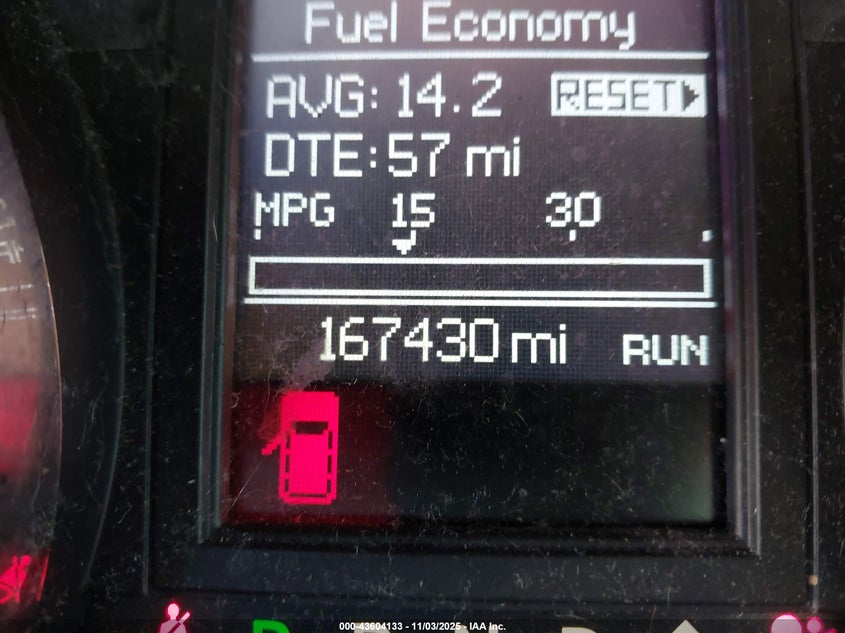 Fuel Economy
AVG: 14.2 RESET
DTE: 57 mi
MPG 15 30
167430 mi RUN
P
000-43604133 - 11/03/2025 - IAA Inc.